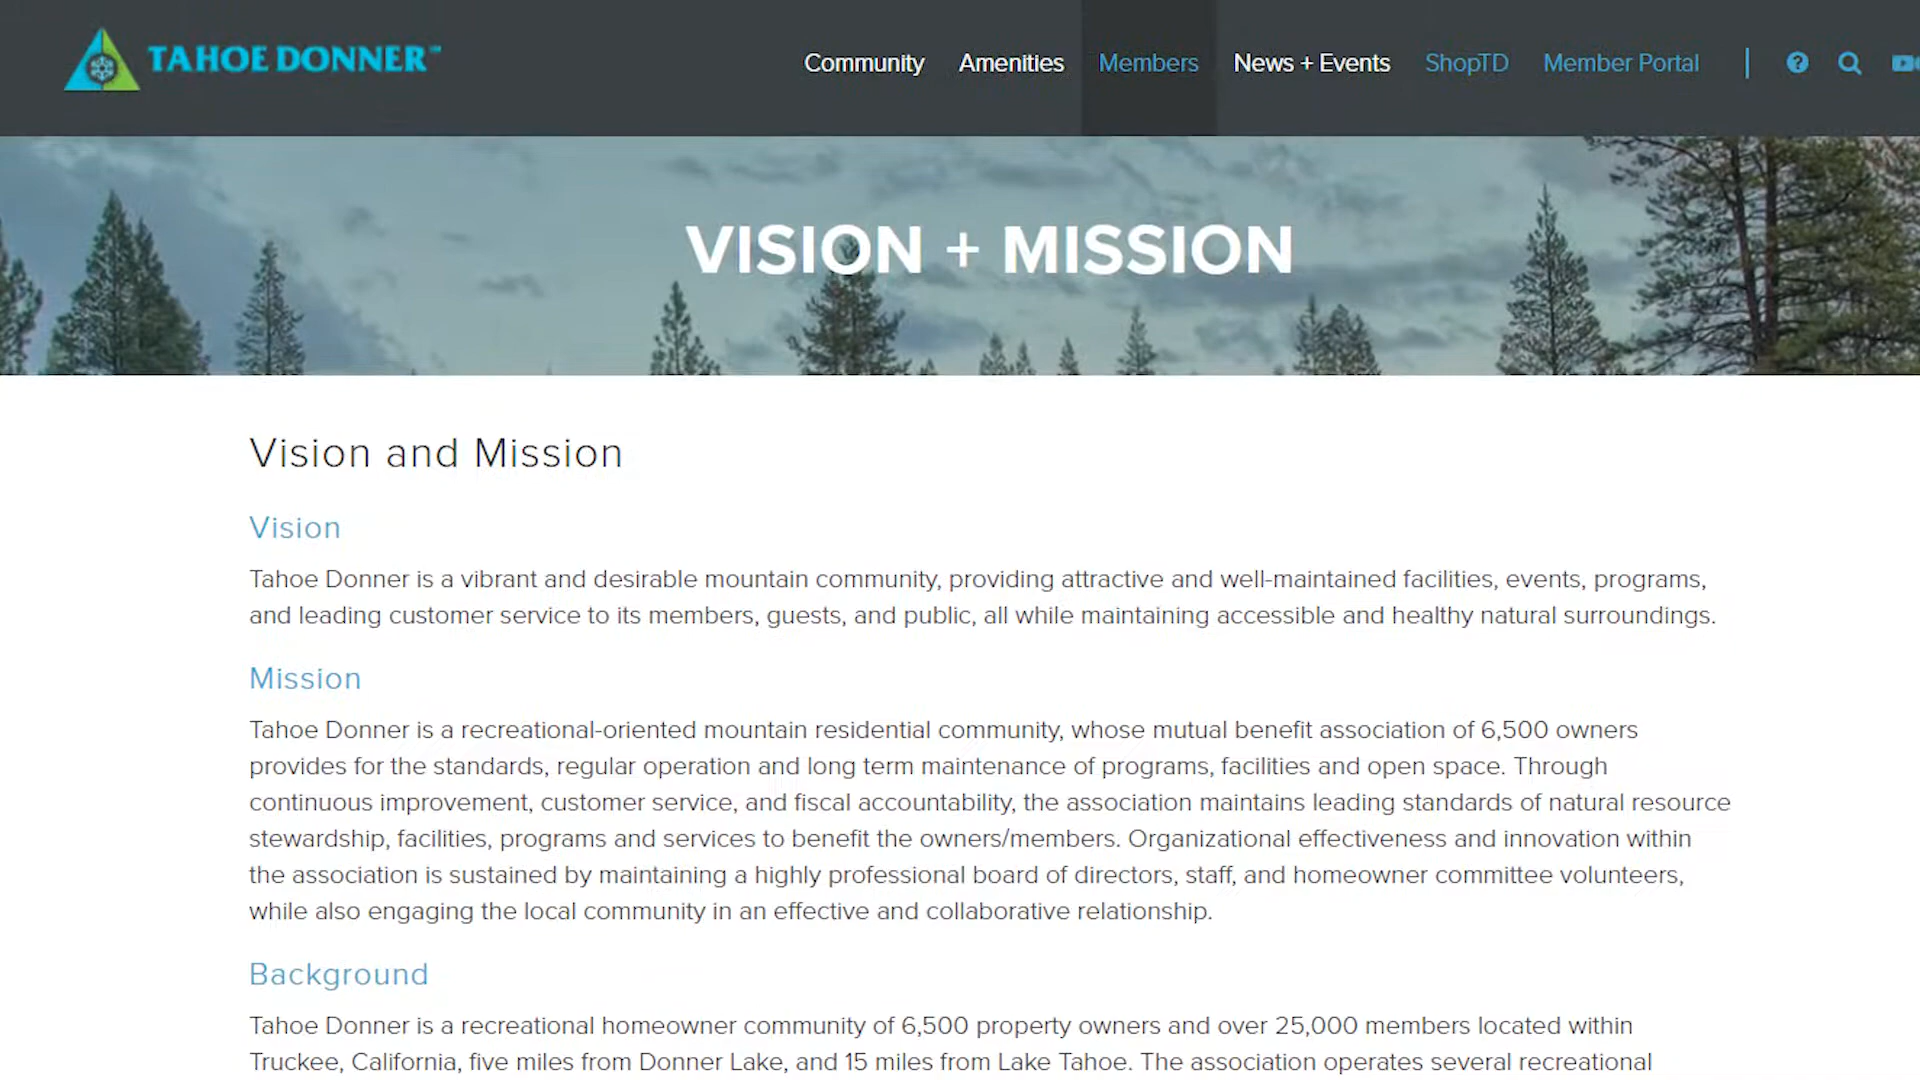 TAHOE DONNER™
Community Amenities Members News + Events ShopTD Member Portal
VISION + MISSION
Vision and Mission
Vision
Tahoe Donner is a vibrant and desirable mountain community, providing attractive and well-maintained facilities, events, programs,
and leading customer service to its members, guests, and public, all while maintaining accessible and healthy natural surroundings.
Mission
Tahoe Donner is a recreational-oriented mountain residential community, whose mutual benefit association of 6,500 owners
provides for the standards, regular operation and long term maintenance of programs, facilities and open space. Through
continuous improvement, customer service, and fiscal accountability, the association maintains leading standards of natural resource
stewardship, facilities, programs and services to benefit the owners/members. Organizational effectiveness and innovation within
the association is sustained by maintaining a highly professional board of directors, staff, and homeowner committee volunteers,
while also engaging the local community in an effective and collaborative relationship.
Background
Tahoe Donner is a recreational homeowner community of 6,500 property owners and over 25,000 members located within
Truckee, California, five miles from Donner Lake, and 15 miles from Lake Tahoe. The association operates several recreational